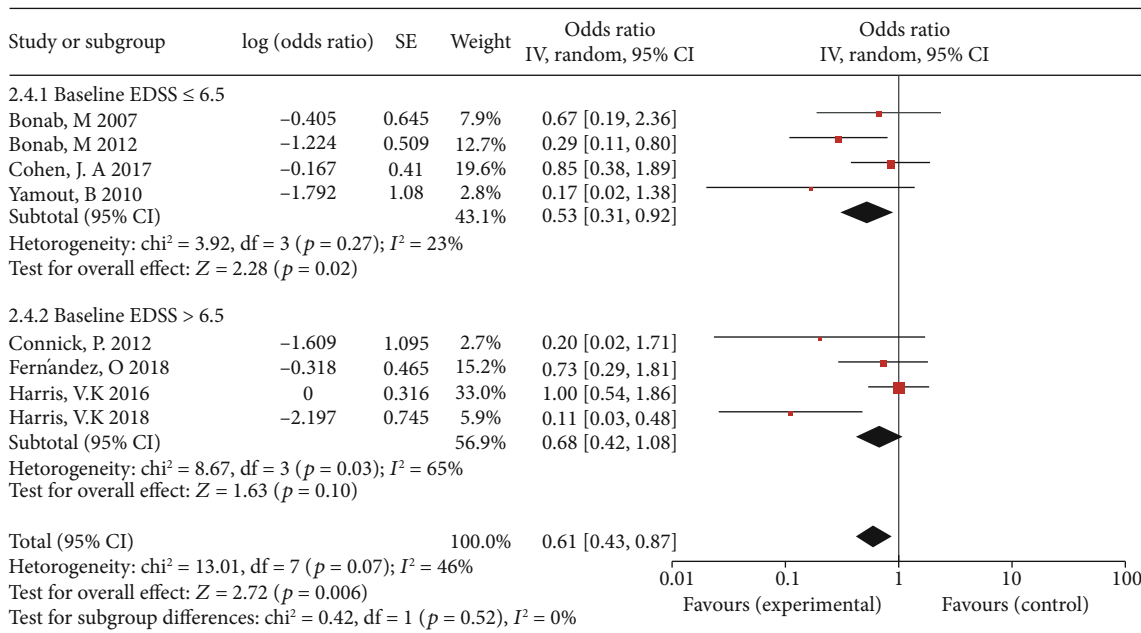 Study or subgroup log (odds ratio) SE Weight Odds ratio IV, random, 95% CI Odds ratio IV, random, 95% CI
2.4.1 Baseline EDSS ≤ 6.5
Bonab, M 2007 −0.405 0.645 7.9% 0.67 [0.19, 2.36]
Bonab, M 2012 −1.224 0.509 12.7% 0.29 [0.11, 0.80]
Cohen, J. A 2017 −0.167 0.41 19.6% 0.85 [0.38, 1.89]
Yamout, B 2010 −1.792 1.08 2.8% 0.17 [0.02, 1.38]
Subtotal (95% CI) 43.1% 0.53 [0.31, 0.92]
Hetorogeneity: chi² = 3.92, df = 3 (p = 0.27); I² = 23%
Test for overall effect: Z = 2.28 (p = 0.02)
2.4.2 Baseline EDSS > 6.5
Connick, P. 2012 −1.609 1.095 2.7% 0.20 [0.02, 1.71]
Ferńandez, O 2018 −0.318 0.465 15.2% 0.73 [0.29, 1.81]
Harris, V.K 2016 0 0.316 33.0% 1.00 [0.54, 1.86]
Harris, V.K 2018 −2.197 0.745 5.9% 0.11 [0.03, 0.48]
Subtotal (95% CI) 56.9% 0.68 [0.42, 1.08]
Hetorogeneity: chi² = 8.67, df = 3 (p = 0.03); I² = 65%
Test for overall effect: Z = 1.63 (p = 0.10)
Total (95% CI) 100.0% 0.61 [0.43, 0.87]
Hetorogeneity: chi² = 13.01, df = 7 (p = 0.07); I² = 46%
Test for overall effect: Z = 2.72 (p = 0.006)
Test for subgroup differences: chi² = 0.42, df = 1 (p = 0.52), I² = 0%
0.01 0.1 1 10 100
Favours (experimental) Favours (control)